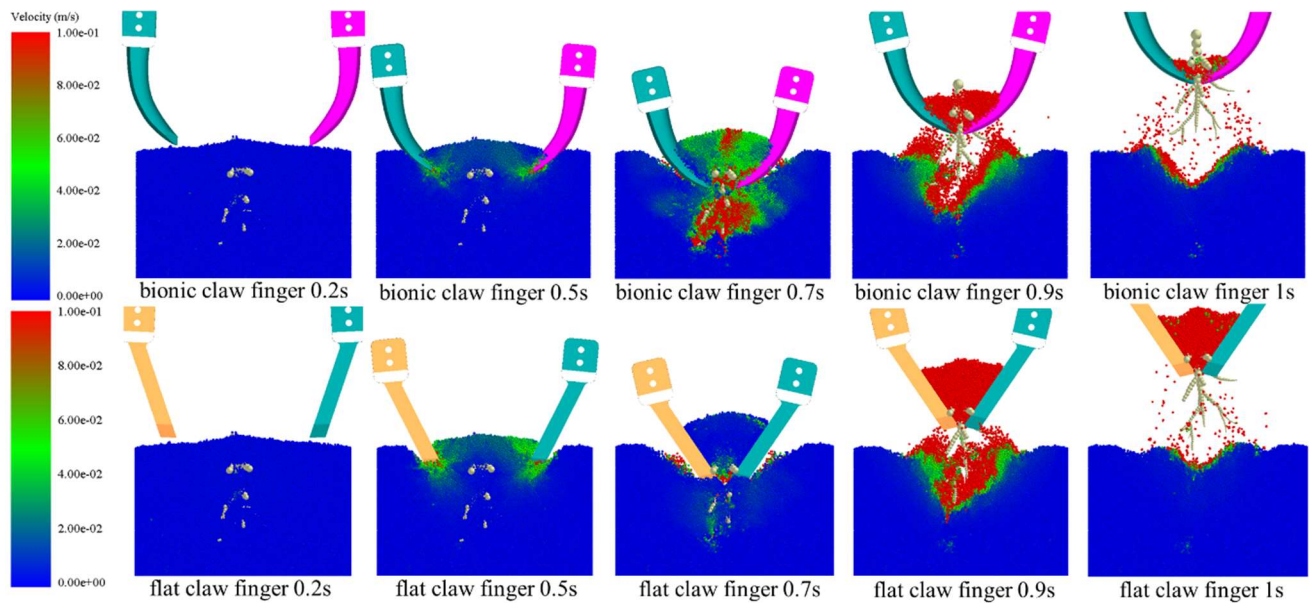 Velocity (m/s)
1.00e-01
8.00e-02
6.00e-02
4.00e-02
2.00e-02
0.00e+00
bionic claw finger 0.2s
bionic claw finger 0.5s
bionic claw finger 0.7s
bionic claw finger 0.9s
bionic claw finger 1s
1.00e-01
8.00e-02
6.00e-02
4.00e-02
2.00e-02
0.00e+00
flat claw finger 0.2s
flat claw finger 0.5s
flat claw finger 0.7s
flat claw finger 0.9s
flat claw finger 1s